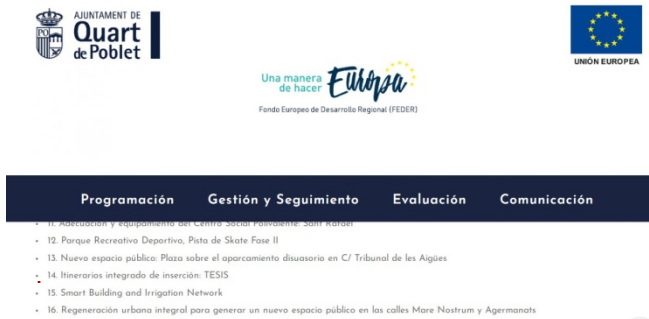 AJUNTAMENT DE
Quart
de Poblet
UNIÓN EUROPEA
Una manera
de hacer Europa
Fondo Europeo de Desarrollo Regional (FEDER)
Programación Gestión y Seguimiento Evaluación Comunicación
• 11. Adecuación y equipamiento del Centro Social Polivalente: Sant Rafael
• 12. Parque Recreativo Deportivo, Pista de Skate Fase II
• 13. Nuevo espacio público: Plaza sobre el aparcamiento disuasorio en C/ Tribunal de les Aigües
• 14. Itinerarios integrado de inserción: TESIS
• 15. Smart Building and Irrigation Network
• 16. Regeneración urbana integral para generar un nuevo espacio público en las calles Mare Nostrum y Agermanats